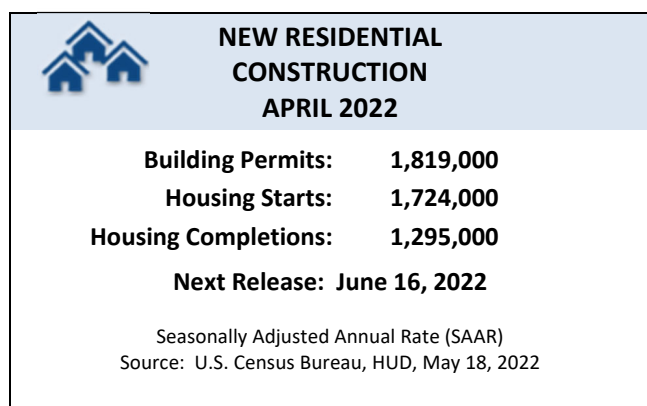 NEW RESIDENTIAL
CONSTRUCTION
APRIL 2022
Building Permits: 1,819,000
Housing Starts: 1,724,000
Housing Completions: 1,295,000
Next Release: June 16, 2022
Seasonally Adjusted Annual Rate (SAAR)
Source: U.S. Census Bureau, HUD, May 18, 2022